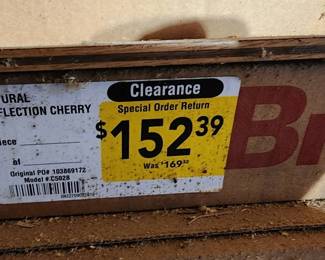 URAL
FLECTION CHERRY
iece
of
Original PO# 103869172
Model #:C5028
Clearance
Special Order Return
$152.39
Was $169.32
Br